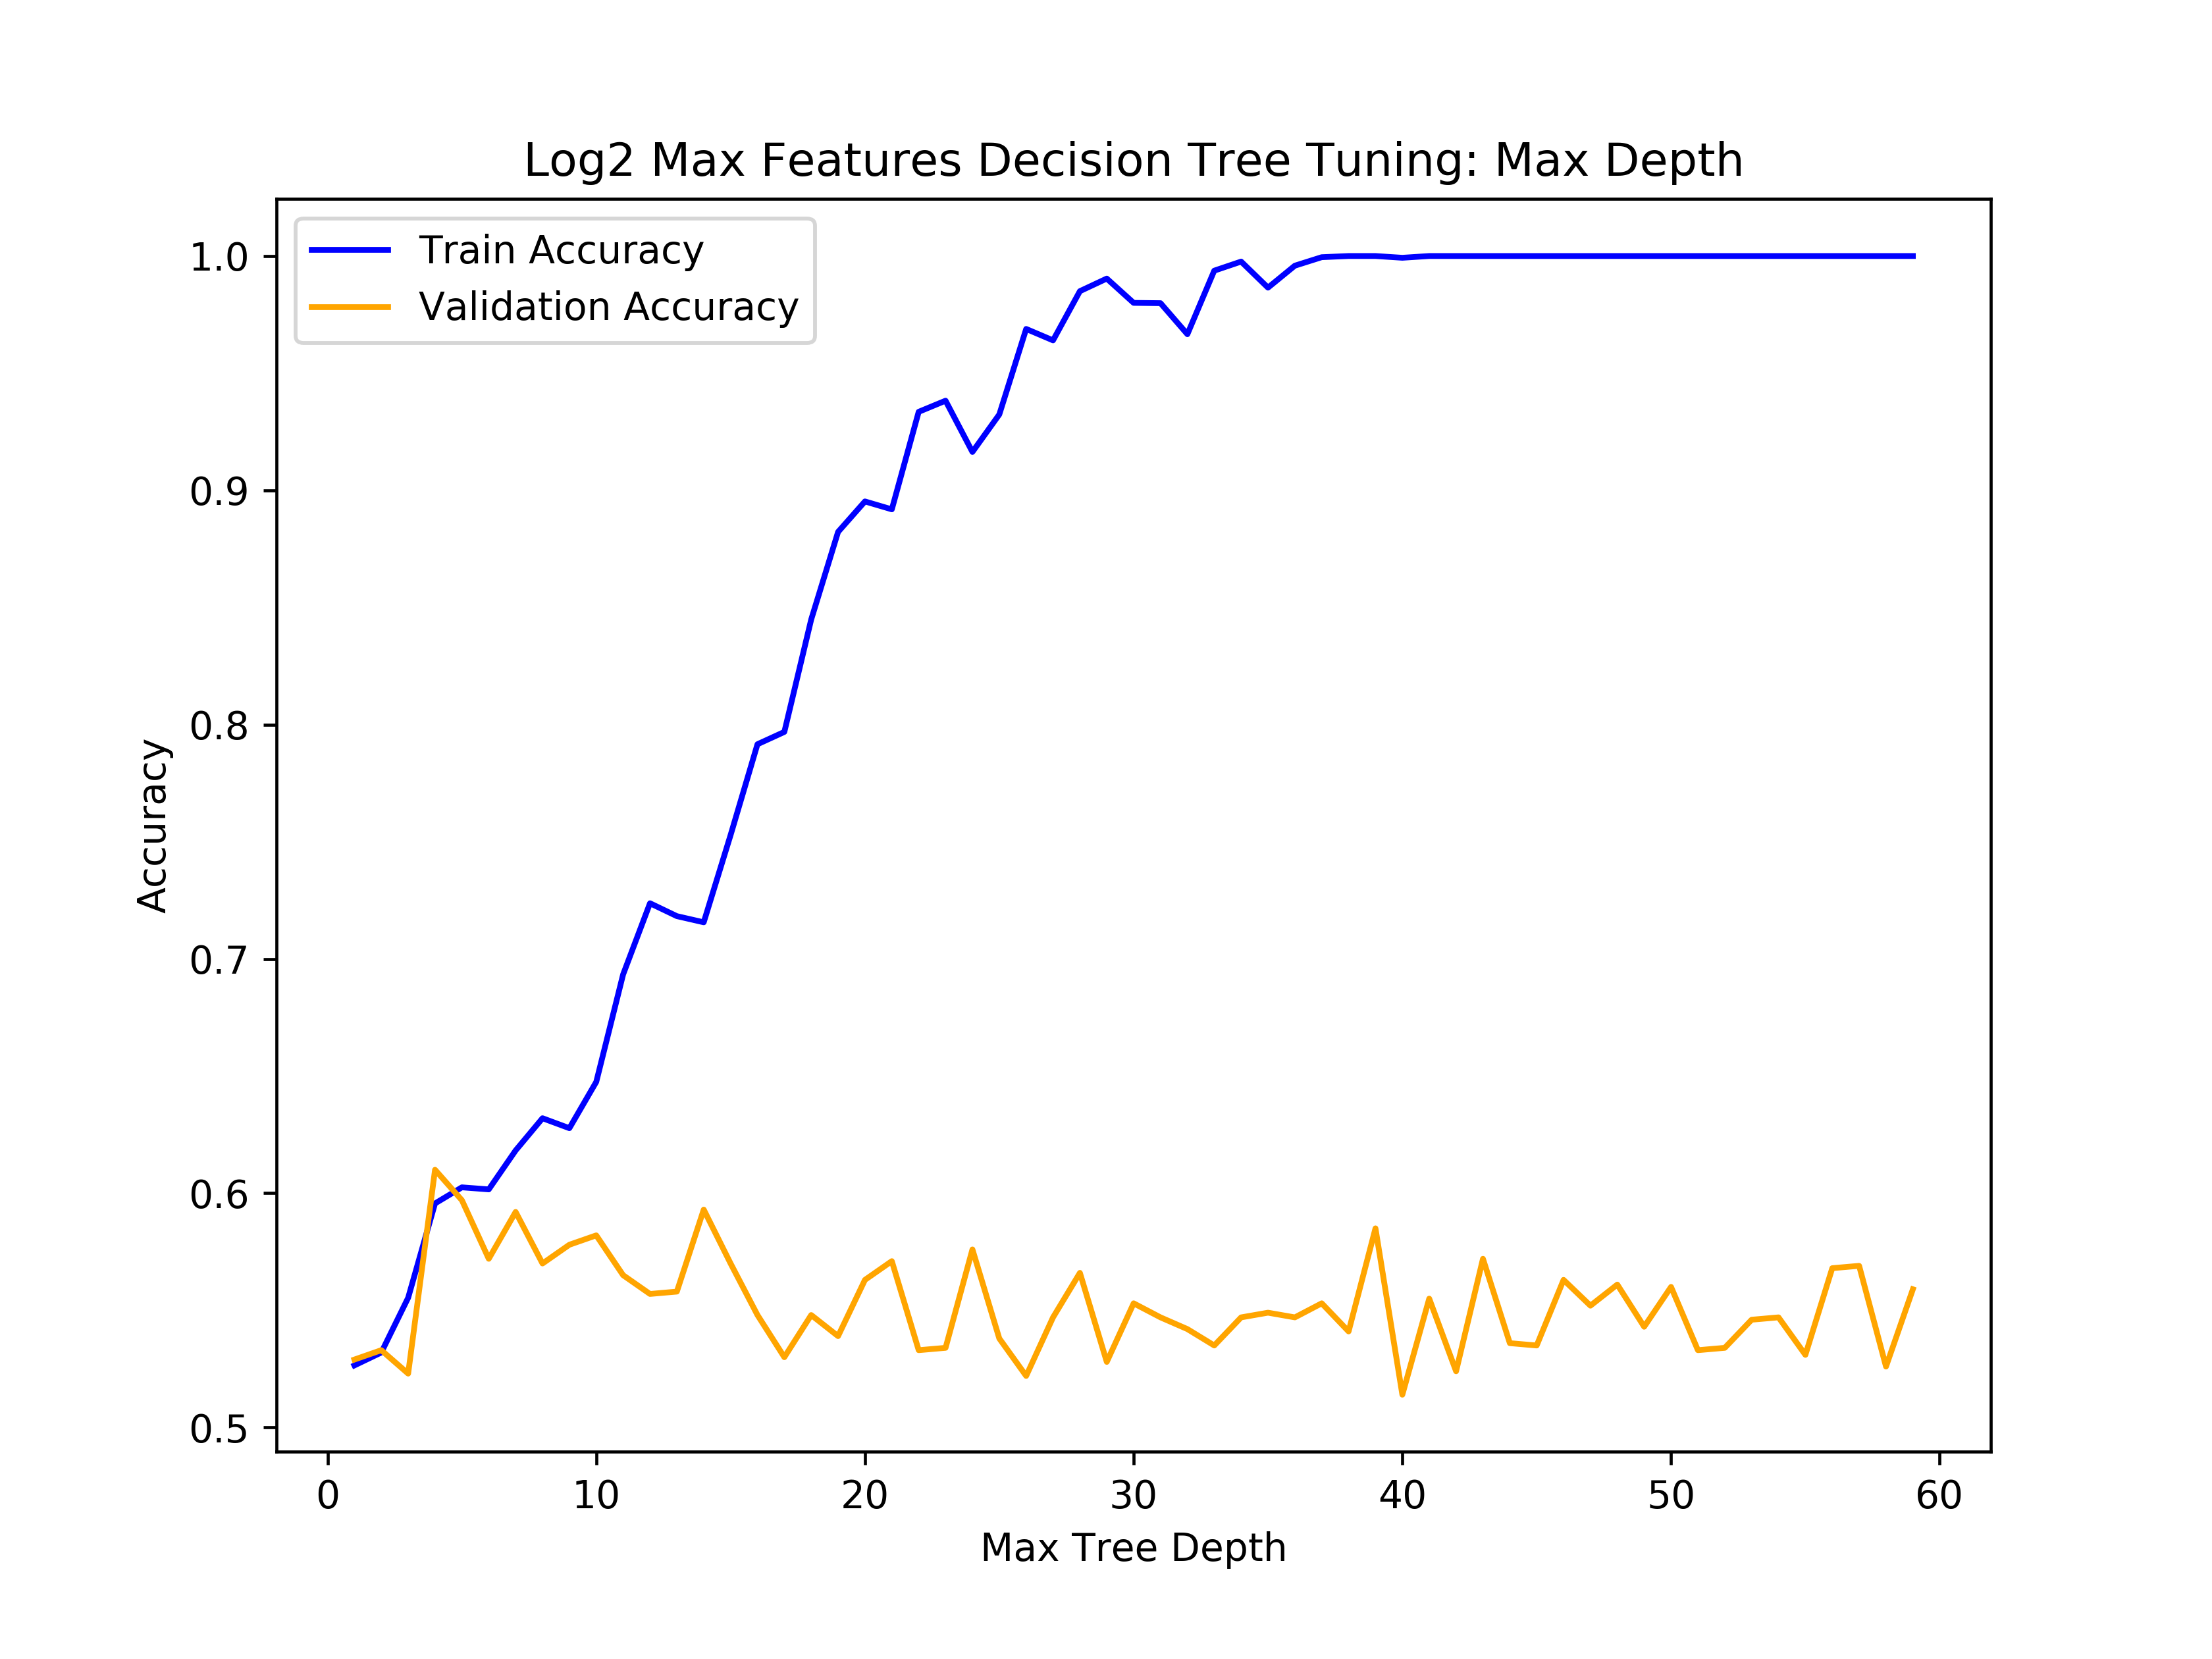 Log2 Max Features Decision Tree Tuning: Max Depth
Train Accuracy
Validation Accuracy
1.0
0.9
0.8
0.7
0.6
0.5
Accuracy
0 10 20 30 40 50 60
Max Tree Depth